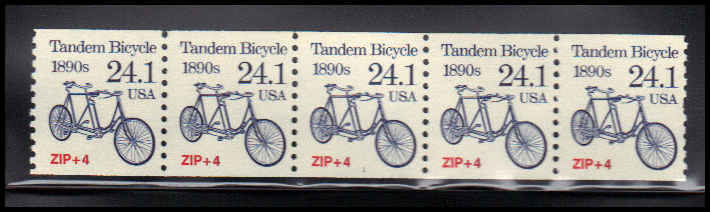 Tandem Bicycle Tandem Bicycle Tandem Bicycle Tandem Bicycle Tandem Bicycle
1890s 24.1 1890s 24.1 1890s 24.1 1890s 24.1 1890s 24.1
USA USA USA USA USA
ZIP+4 ZIP+4 ZIP+4 ZIP+4 ZIP+4
1